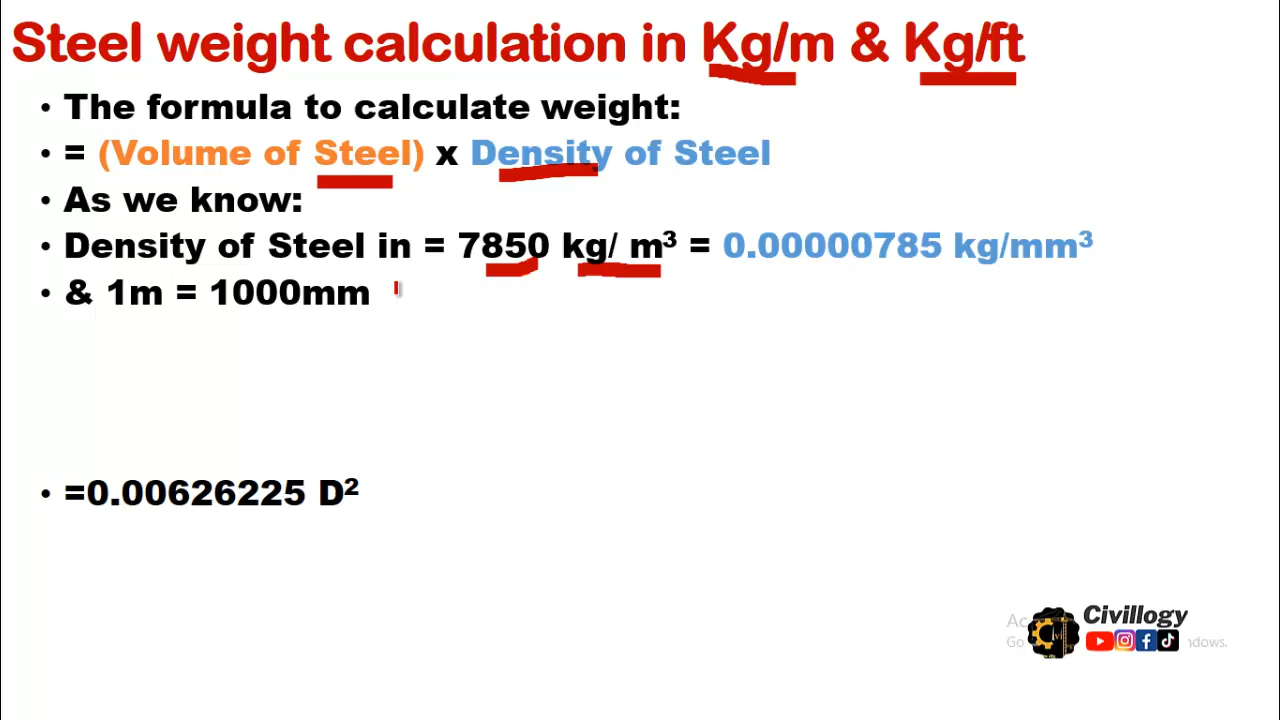 Steel weight calculation in Kg/m & Kg/ft
• The formula to calculate weight:
• = (Volume of Steel) x Density of Steel
• As we know:
• Density of Steel in = 7850 kg/ m³ = 0.00000785 kg/mm³
• & 1m = 1000mm
• =0.00626225 D²
Civillogy
Go